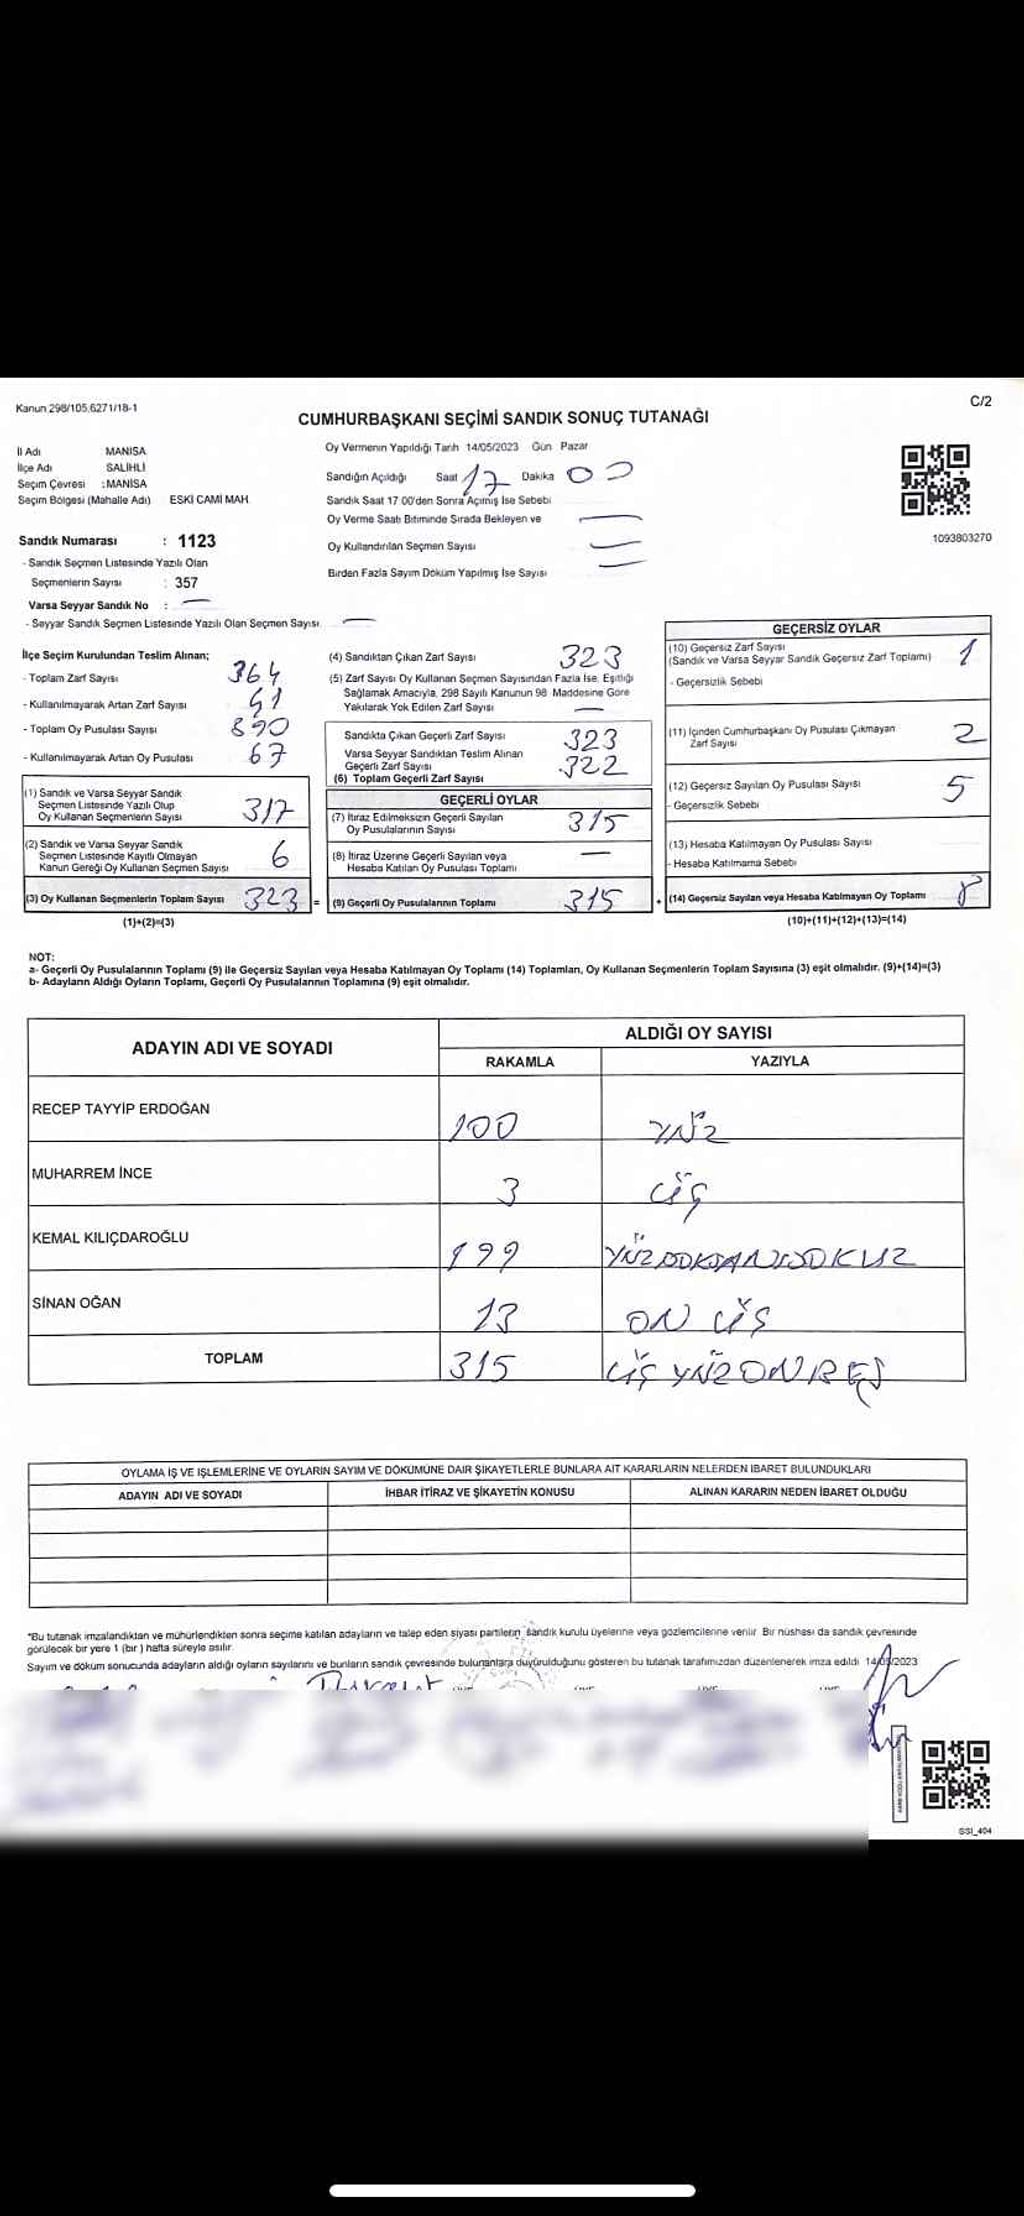 Kanun 298/105,6271/18-1
C/2
CUMHURBAŞKANI SEÇİMİ SANDIK SONUÇ TUTANAĞI
İl Adı MANISA
İlçe Adı SALİHLİ
Seçim Çevresi : MANİSA
Seçim Bölgesi (Mahalle Adı) ESKİ CAMİ MAH
Sandık Numarası : 1123
- Sandık Seçmen Listesinde Yazılı Olan
Seçmenlerin Sayısı : 357
Varsa Seyyar Sandık No : —
- Seyyar Sandık Seçmen Listesinde Yazılı Olan Seçmen Sayısı. —
Oy Vermenin Yapıldığı Tarih 14/05/2023 Gün Pazar
Sandığın Açıldığı Saat 17 Dakika 00
Sandık Saat 17 00'den Sonra Açılmış İse Sebebi
Oy Verme Saati Bitiminde Sırada Bekleyen ve —
Oy Kullandırılan Seçmen Sayısı —
Birden Fazla Sayım Döküm Yapılmış İse Sayısı —
1093803270
İlçe Seçim Kurulundan Teslim Alınan;
- Toplam Zarf Sayısı 364
- Kullanılmayarak Artan Zarf Sayısı 41
- Toplam Oy Pusulası Sayısı 390
- Kullanılmayarak Artan Oy Pusulası 67
(1) Sandık ve Varsa Seyyar Sandık
Seçmen Listesinde Yazılı Olup
Oy Kullanan Seçmenlerin Sayısı 317
(2) Sandık ve Varsa Seyyar Sandık
Seçmen Listesinde Kayıtlı Olmayan
Kanun Gereği Oy Kullanan Seçmen Sayısı 6
(3) Oy Kullanan Seçmenlerin Toplam Sayısı 323 =
(1)+(2)=(3)
(4) Sandıktan Çıkan Zarf Sayısı 323
(5) Zarf Sayısı Oy Kullanan Seçmen Sayısından Fazla İse, Eşitliği
Sağlamak Amacıyla, 298 Sayılı Kanunun 98 Maddesine Göre
Yakılarak Yok Edilen Zarf Sayısı —
Sandıkta Çıkan Geçerli Zarf Sayısı 323
Varsa Seyyar Sandıktan Teslim Alınan
Geçerli Zarf Sayısı 322
(6) Toplam Geçerli Zarf Sayısı
GEÇERLİ OYLAR
(7) İtiraz Edilmeksizin Geçerli Sayılan
Oy Pusulalarının Sayısı 315
(8) İtiraz Üzerine Geçerli Sayılan veya
Hesaba Katılan Oy Pusulası Toplamı —
(9) Geçerli Oy Pusulalarının Toplamı 315 +
GEÇERSİZ OYLAR
(10) Geçersiz Zarf Sayısı 1
(Sandık ve Varsa Seyyar Sandık Geçersiz Zarf Toplamı)
- Geçersizlik Sebebi
(11) İçinden Cumhurbaşkanı Oy Pusulası Çıkmayan
Zarf Sayısı 2
(12) Geçersiz Sayılan Oy Pusulası Sayısı 5
- Geçersizlik Sebebi
(13) Hesaba Katılmayan Oy Pusulası Sayısı
- Hesaba Katılmama Sebebi
(14) Geçersiz Sayılan veya Hesaba Katılmayan Oy Toplamı 8
(10)+(11)+(12)+(13)=(14)
NOT:
a- Geçerli Oy Pusulalarının Toplamı (9) ile Geçersiz Sayılan veya Hesaba Katılmayan Oy Toplamı (14) Toplamları, Oy Kullanan Seçmenlerin Toplam Sayısına (3) eşit olmalıdır. (9)+(14)=(3)
b- Adayların Aldığı Oyların Toplamı, Geçerli Oy Pusulalarının Toplamına (9) eşit olmalıdır.
ADAYIN ADI VE SOYADI ALDIĞI OY SAYISI
RAKAMLA YAZIYLA
RECEP TAYYİP ERDOĞAN 100 YÜZ
MUHARREM İNCE 3 ÜÇ
KEMAL KILIÇDAROĞLU 199 YÜZDOKSANDOKUZ
SİNAN OĞAN 13 ON ÜÇ
TOPLAM 315 ÜÇ YÜZ ONBEŞ
OYLAMA İŞ VE İŞLEMLERİNE VE OYLARIN SAYIM VE DÖKÜMÜNE DAİR ŞİKAYETLERLE BUNLARA AİT KARARLARIN NELERDEN İBARET BULUNDUKLARI
ADAYIN ADI VE SOYADI İHBAR İTİRAZ VE ŞİKAYETİN KONUSU ALINAN KARARIN NEDEN İBARET OLDUĞU
*Bu tutanak imzalandıktan ve mühürlendikten sonra seçime katılan adayların ve talep eden siyası partilerin sandık kurulu üyelerine veya gözlemcilerine verilir Bir nüshası da sandık çevresinde
görülecek bir yere 1 (bir) hafta süreyle asılır.
Sayım ve döküm sonucunda adayların aldığı oyların sayılarını ve bunların sandık çevresinde bulunanlara duyurulduğunu gösteren bu tutanak tarafımızdan düzenlenerek imza edildi 14/05/2023
SSI_404